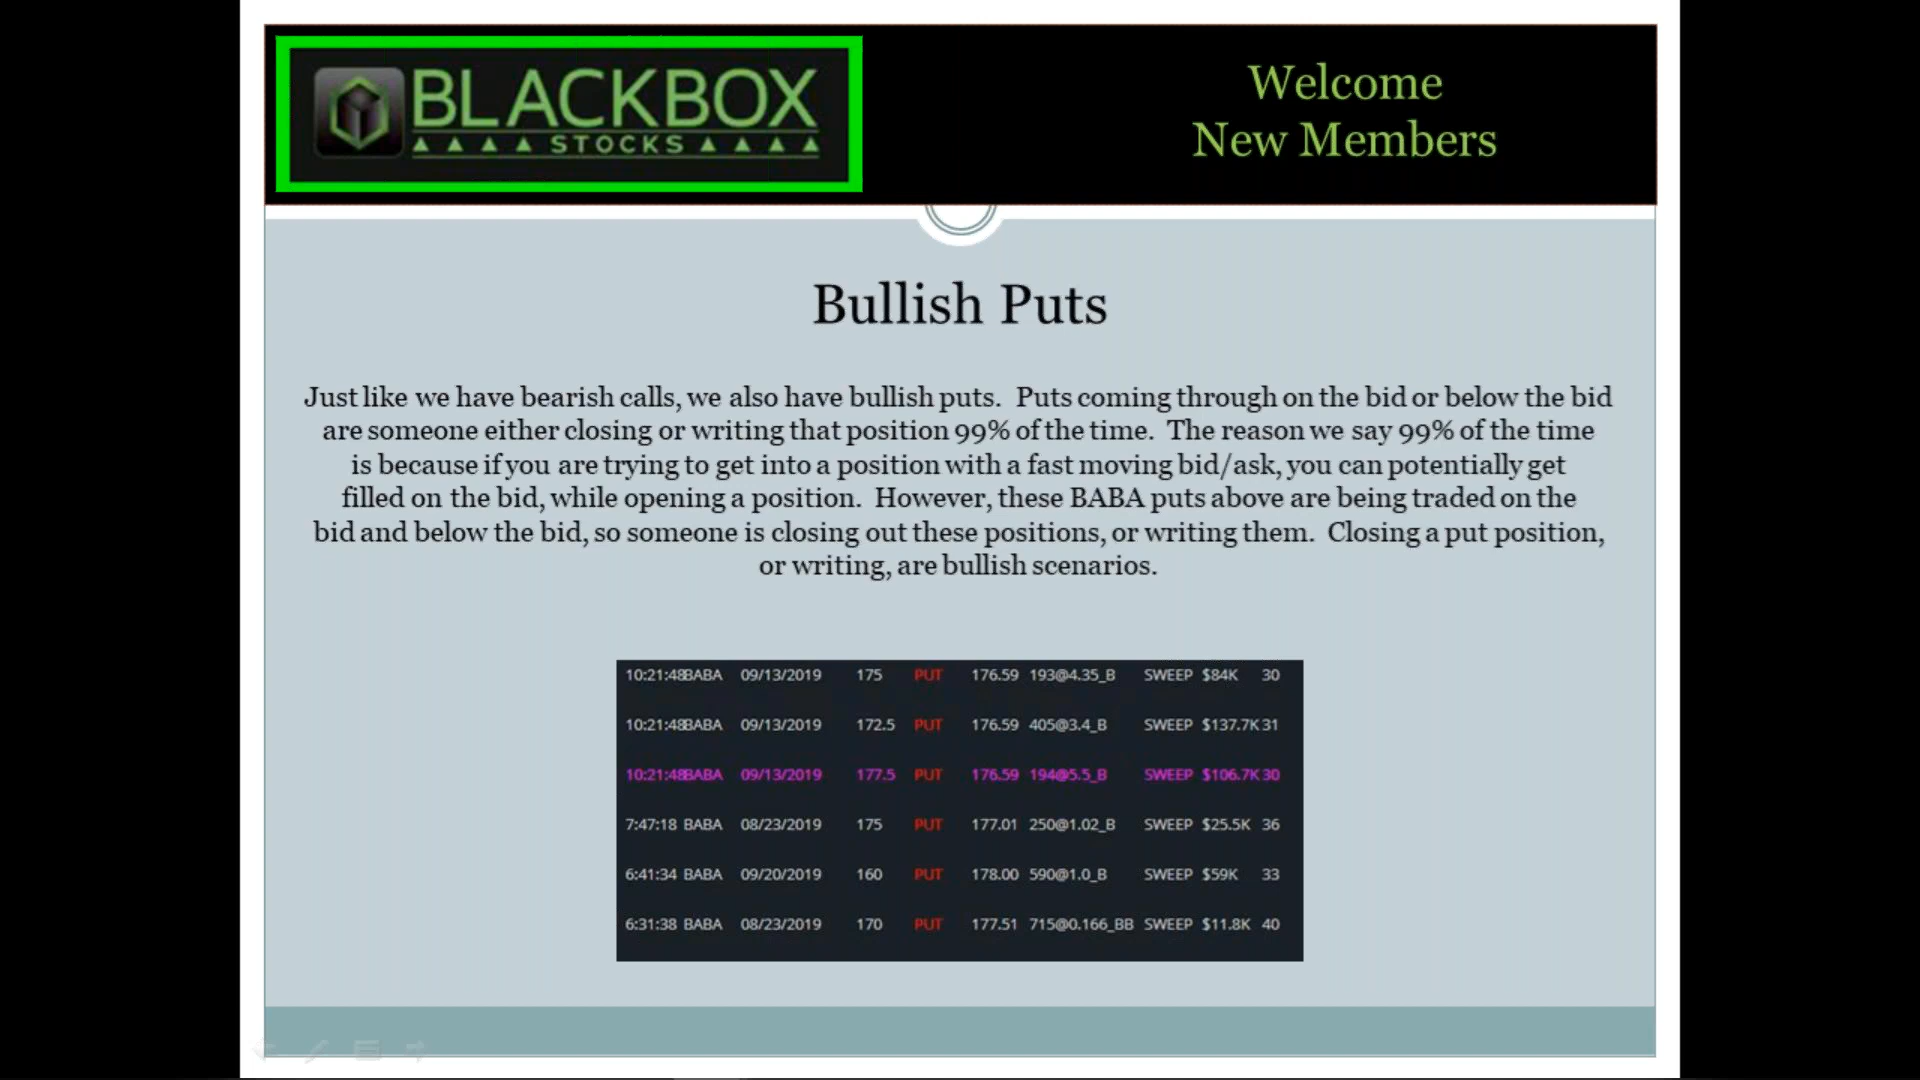 BLACKBOX
STOCKS
Welcome
New Members
Bullish Puts
Just like we have bearish calls, we also have bullish puts. Puts coming through on the bid or below the bid
are someone either closing or writing that position 99% of the time. The reason we say 99% of the time
is because if you are trying to get into a position with a fast moving bid/ask, you can potentially get
filled on the bid, while opening a position. However, these BABA puts above are being traded on the
bid and below the bid, so someone is closing out these positions, or writing them. Closing a put position,
or writing, are bullish scenarios.
10:21:48 BABA 09/13/2019 175 PUT 176.59 193@4.35_B SWEEP $84K 30
10:21:48 BABA 09/13/2019 172.5 PUT 176.59 405@3.4_B SWEEP $137.7K 31
10:21:48 BABA 09/13/2019 177.5 PUT 176.59 194@5.5_B SWEEP $106.7K 30
7:47:18 BABA 08/23/2019 175 PUT 177.01 250@1.02_B SWEEP $25.5K 36
6:41:34 BABA 09/20/2019 160 PUT 178.00 590@1.0_B SWEEP $59K 33
6:31:38 BABA 08/23/2019 170 PUT 177.51 715@0.166_BB SWEEP $11.8K 40